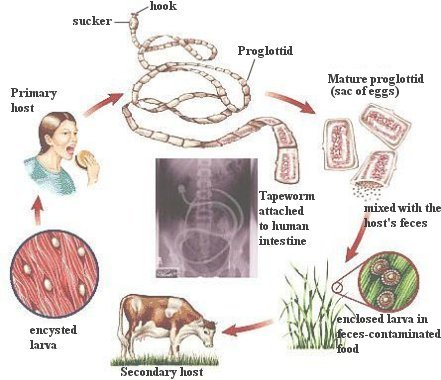 hook
sucker
Proglottid
Primary
host
Mature proglottid
(sac of eggs)
Tapeworm
attached
to human
intestine
mixed with the
host's feces
encysted
larva
enclosed larva in
feces-contaminated
food
Secondary host